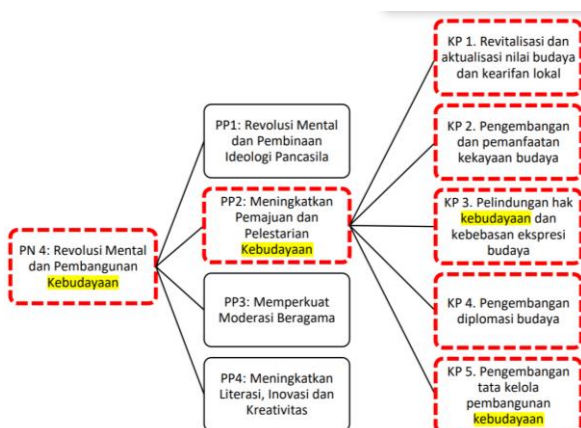 PN 4: Revolusi Mental
dan Pembangunan
Kebudayaan
PP1: Revolusi Mental
dan Pembinaan
Ideologi Pancasila
PP2: Meningkatkan
Pemajuan dan
Pelestarian
Kebudayaan
PP3: Memperkuat
Moderasi Beragama
PP4: Meningkatkan
Literasi, Inovasi dan
Kreativitas
KP 1. Revitalisasi dan
aktualisasi nilai budaya
dan kearifan lokal
KP 2. Pengembangan
dan pemanfaatan
kekayaan budaya
KP 3. Pelindungan hak
kebudayaan dan
kebebasan ekspresi
budaya
KP 4. Pengembangan
diplomasi budaya
KP 5. Pengembangan
tata kelola
pembangunan
kebudayaan